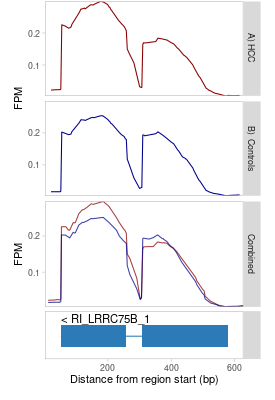 0.2
0.1
A) HCC
FPM
0.2
0.1
B) Controls
0.2
0.1
FPM
Combined
< RI_LRRC75B_1
200 400 600
Distance from region start (bp)